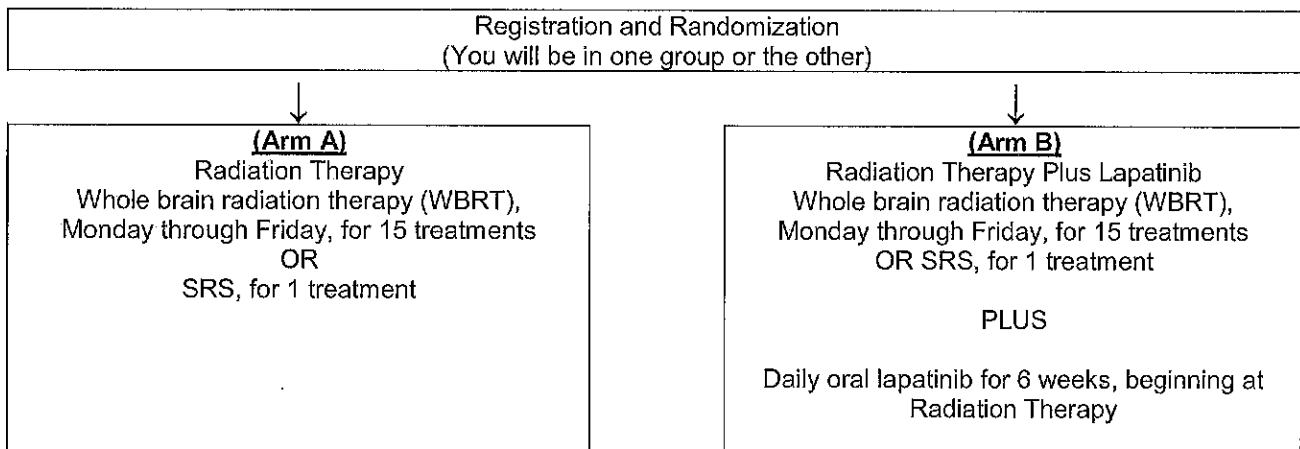 Registration and Randomization
(You will be in one group or the other)
(Arm A)
Radiation Therapy
Whole brain radiation therapy (WBRT),
Monday through Friday, for 15 treatments
OR
SRS, for 1 treatment
(Arm B)
Radiation Therapy Plus Lapatinib
Whole brain radiation therapy (WBRT),
Monday through Friday, for 15 treatments
OR SRS, for 1 treatment
PLUS
Daily oral lapatinib for 6 weeks, beginning at
Radiation Therapy